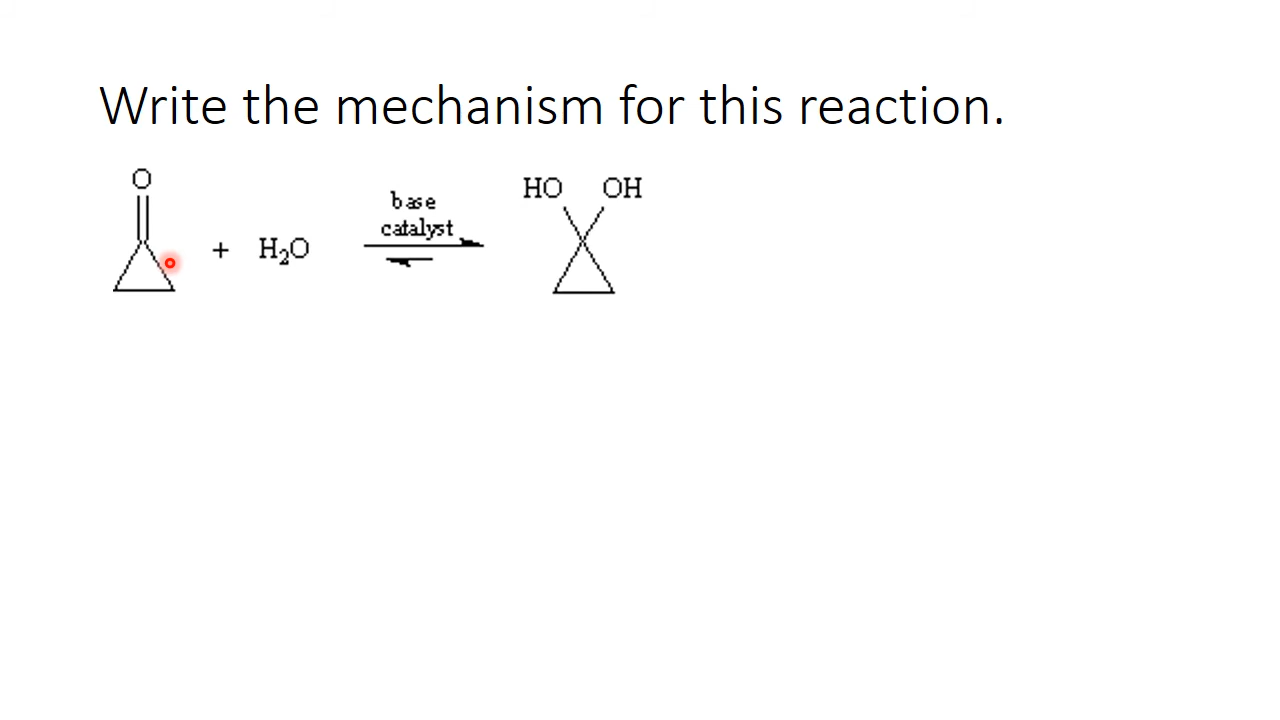 Write the mechanism for this reaction.
O
+ H₂O
base
catalyst
HO OH